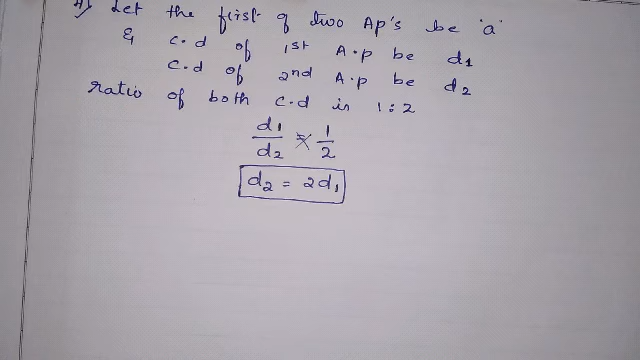 4) Let the first of two Ap's be 'a'
& c.d of 1st A.p be d1
c.d of 2nd A.p be d2
ratio of both c.d is 1:2
d1/d2 = 1/2
d2 = 2d1